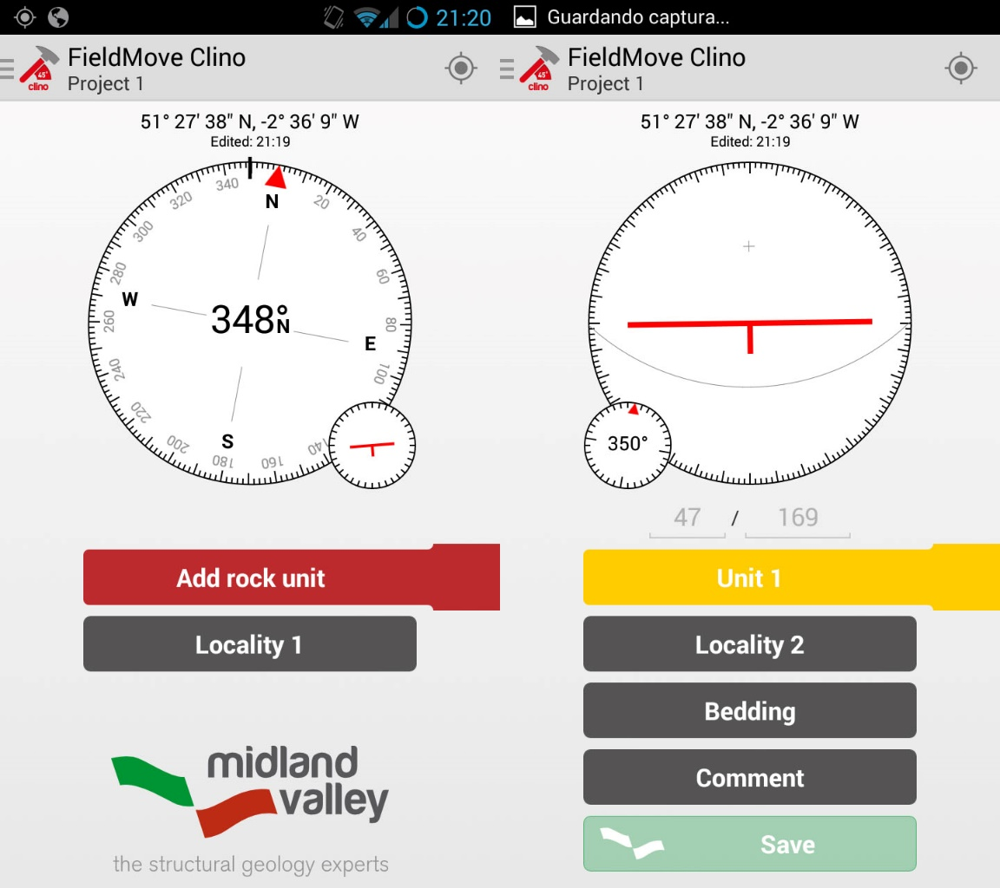 21:20
Guardando captura...
FieldMove Clino
Project 1
45°
clino
51° 27' 38" N, -2° 36' 9" W
Edited: 21:19
340
N
20
320
40
300
60
280
W
348°N
80
260
E
100
240
220
S
200
180
160
140
Add rock unit
Locality 1
midland
valley
the structural geology experts
FieldMove Clino
Project 1
45°
clino
51° 27' 38" N, -2° 36' 9" W
Edited: 21:19
350°
47 / 169
Unit 1
Locality 2
Bedding
Comment
Save